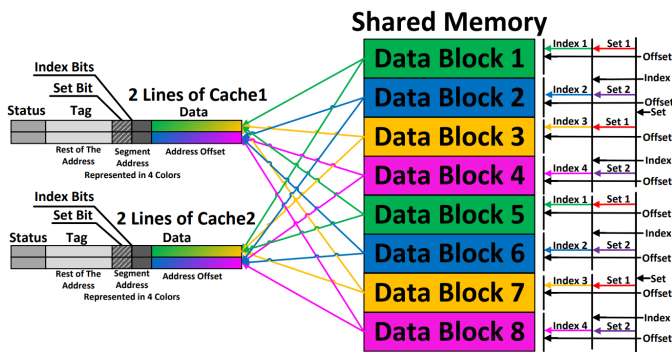 Shared Memory
Index Bits
Set Bit
2 Lines of Cache1
Status Tag Data
Rest of The Address
Segment Address
Address Offset
Represented in 4 Colors
Index Bits
Set Bit
2 Lines of Cache2
Status Tag Data
Rest of The Address
Segment Address
Address Offset
Represented in 4 Colors
Data Block 1
Data Block 2
Data Block 3
Data Block 4
Data Block 5
Data Block 6
Data Block 7
Data Block 8
Index 1 Set 1
Offset
Index
Index 2 Set 2
Offset
Set
Index 3 Set 1
Offset
Index
Index 4 Set 2
Offset
Index 1 Set 1
Offset
Index
Index 2 Set 2
Offset
Set
Index 3 Set 1
Offset
Index
Index 4 Set 2
Offset